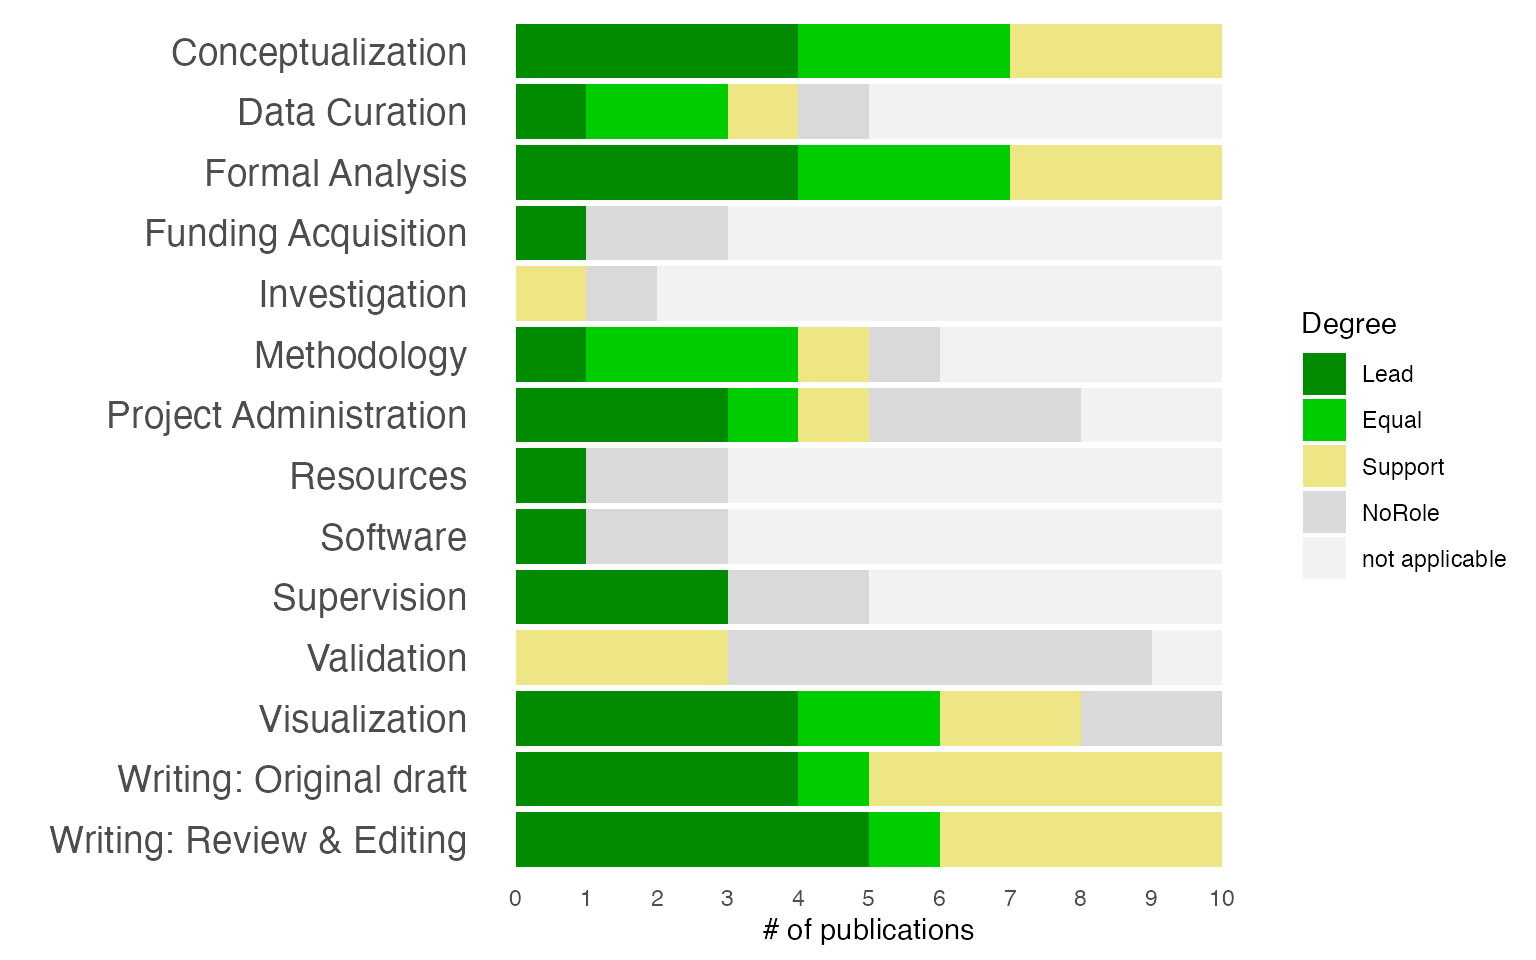 Conceptualization
Data Curation
Formal Analysis
Funding Acquisition
Investigation
Methodology
Project Administration
Resources
Software
Supervision
Validation
Visualization
Writing: Original draft
Writing: Review & Editing
0 1 2 3 4 5 6 7 8 9 10
# of publications
Degree
Lead
Equal
Support
NoRole
not applicable